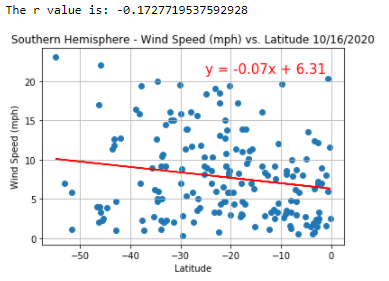 The r value is: -0.1727719537592928
Southern Hemisphere - Wind Speed (mph) vs. Latitude 10/16/2020
y = -0.07x + 6.31
Wind Speed (mph)
20
15
10
5
0
−50 −40 −30 −20 −10 0
Latitude